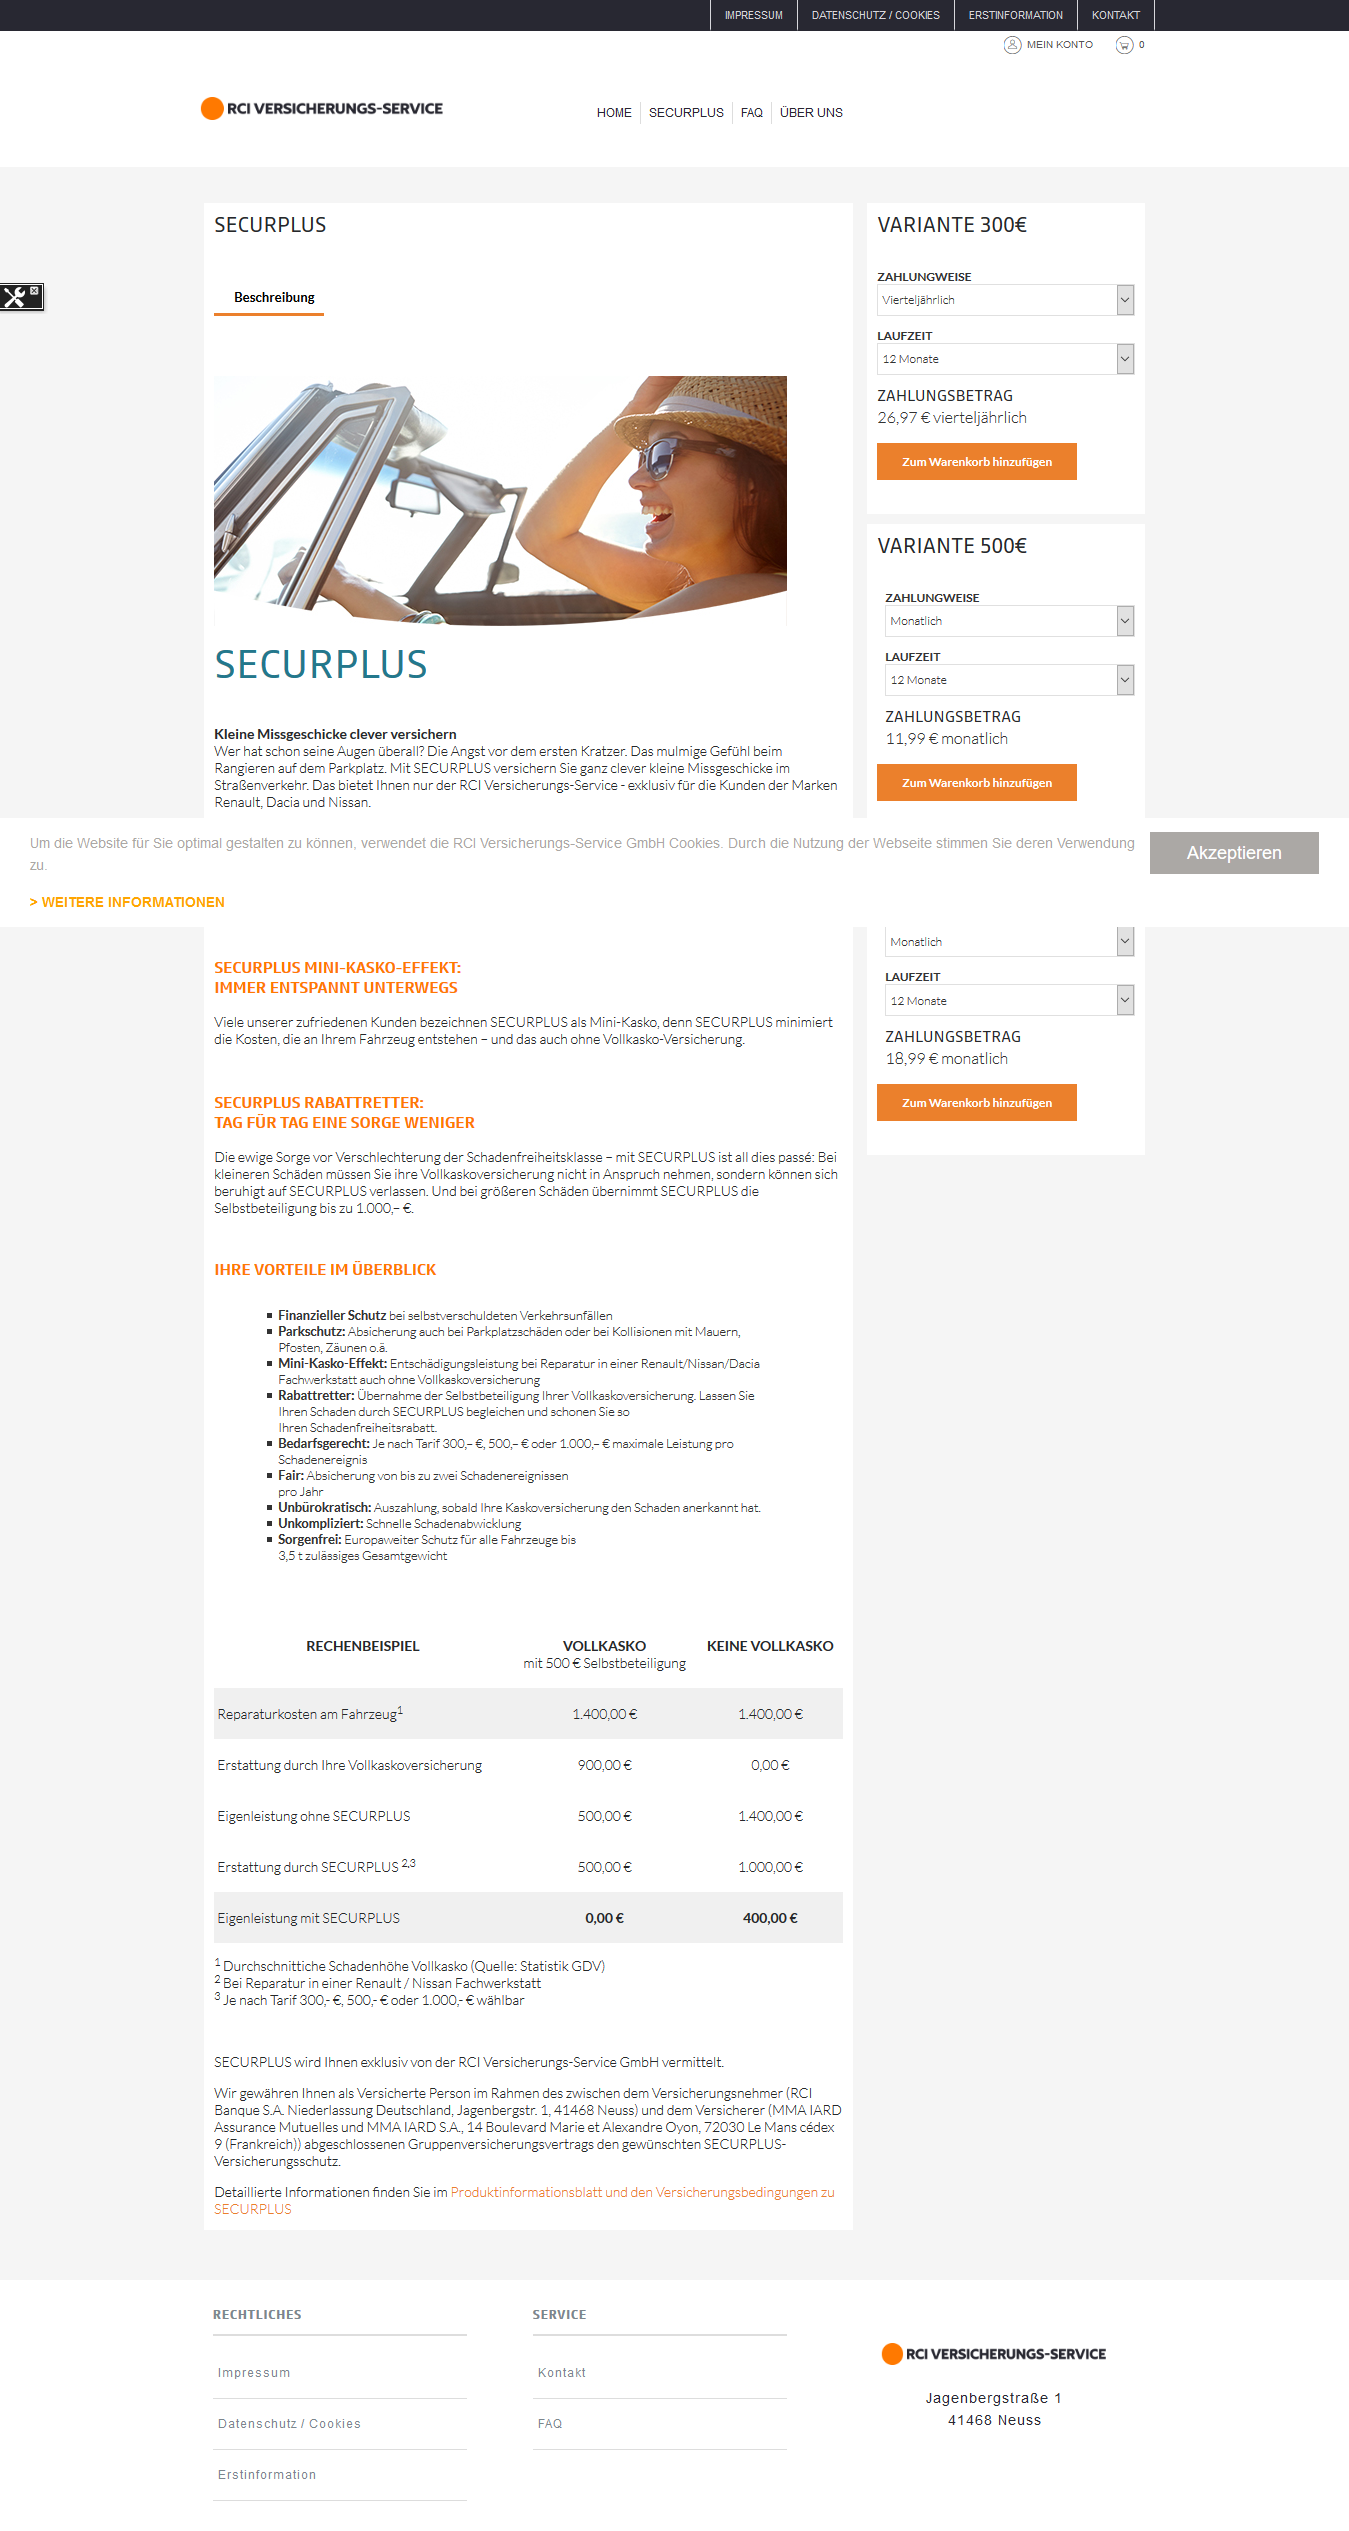 IMPRESSUM
DATENSCHUTZ / COOKIES
ERSTINFORMATION
KONTAKT
MEIN KONTO
0
RCI VERSICHERUNGS-SERVICE
HOME
SECURPLUS
FAQ
ÜBER UNS
SECURPLUS
Beschreibung
SECURPLUS
Kleine Missgeschicke clever versichern
Wer hat schon seine Augen überall? Die Angst vor dem ersten Kratzer. Das mulmige Gefühl beim
Rangieren auf dem Parkplatz. Mit SECURPLUS versichern Sie ganz clever kleine Missgeschicke im
Straßenverkehr. Das bietet Ihnen nur der RCI Versicherungs-Service - exklusiv für die Kunden der Marken
Renault, Dacia und Nissan.
VARIANTE 300€
ZAHLUNGWEISE
Vierteljährlich
LAUFZEIT
12 Monate
ZAHLUNGSBETRAG
26,97 € vierteljährlich
Zum Warenkorb hinzufügen
VARIANTE 500€
ZAHLUNGWEISE
Monatlich
LAUFZEIT
12 Monate
ZAHLUNGSBETRAG
11,99 € monatlich
Zum Warenkorb hinzufügen
Um die Website für Sie optimal gestalten zu können, verwendet die RCI Versicherungs-Service GmbH Cookies. Durch die Nutzung der Webseite stimmen Sie deren Verwendung
zu.
> WEITERE INFORMATIONEN
Akzeptieren
Monatlich
LAUFZEIT
12 Monate
ZAHLUNGSBETRAG
18,99 € monatlich
Zum Warenkorb hinzufügen
SECURPLUS MINI-KASKO-EFFEKT:
IMMER ENTSPANNT UNTERWEGS
Viele unserer zufriedenen Kunden bezeichnen SECURPLUS als Mini-Kasko, denn SECURPLUS minimiert
die Kosten, die an Ihrem Fahrzeug entstehen – und das auch ohne Vollkasko-Versicherung.
SECURPLUS RABATTRETTER:
TAG FÜR TAG EINE SORGE WENIGER
Die ewige Sorge vor Verschlechterung der Schadenfreiheitsklasse – mit SECURPLUS ist all dies passé: Bei
kleineren Schäden müssen Sie ihre Vollkaskoversicherung nicht in Anspruch nehmen, sondern können sich
beruhigt auf SECURPLUS verlassen. Und bei größeren Schäden übernimmt SECURPLUS die
Selbstbeteiligung bis zu 1.000,– €.
IHRE VORTEILE IM ÜBERBLICK
▪ Finanzieller Schutz bei selbstverschuldeten Verkehrsunfällen
▪ Parkschutz: Absicherung auch bei Parkplatzschäden oder bei Kollisionen mit Mauern,
Pfosten, Zäunen o.ä.
▪ Mini-Kasko-Effekt: Entschädigungsleistung bei Reparatur in einer Renault/Nissan/Dacia
Fachwerkstatt auch ohne Vollkaskoversicherung
▪ Rabattretter: Übernahme der Selbstbeteiligung Ihrer Vollkaskoversicherung. Lassen Sie
Ihren Schaden durch SECURPLUS begleichen und schonen Sie so
Ihren Schadenfreiheitsrabatt.
▪ Bedarfsgerecht: Je nach Tarif 300,– €, 500,– € oder 1.000,– € maximale Leistung pro
Schadenereignis
▪ Fair: Absicherung von bis zu zwei Schadenereignissen
pro Jahr
▪ Unbürokratisch: Auszahlung, sobald Ihre Kaskoversicherung den Schaden anerkannt hat.
▪ Unkompliziert: Schnelle Schadenabwicklung
▪ Sorgenfrei: Europaweiter Schutz für alle Fahrzeuge bis
3,5 t zulässiges Gesamtgewicht
RECHENBEISPIEL VOLLKASKO KEINE VOLLKASKO
mit 500 € Selbstbeteiligung
Reparaturkosten am Fahrzeug1 1.400,00 € 1.400,00 €
Erstattung durch Ihre Vollkaskoversicherung 900,00 € 0,00 €
Eigenleistung ohne SECURPLUS 500,00 € 1.400,00 €
Erstattung durch SECURPLUS 2,3 500,00 € 1.000,00 €
Eigenleistung mit SECURPLUS 0,00 € 400,00 €
1 Durchschnittiche Schadenhöhe Vollkasko (Quelle: Statistik GDV)
2 Bei Reparatur in einer Renault / Nissan Fachwerkstatt
3 Je nach Tarif 300,- €, 500,- € oder 1.000,- € wählbar
SECURPLUS wird Ihnen exklusiv von der RCI Versicherungs-Service GmbH vermittelt.
Wir gewähren Ihnen als Versicherte Person im Rahmen des zwischen dem Versicherungsnehmer (RCI
Banque S.A. Niederlassung Deutschland, Jagenbergstr. 1, 41468 Neuss) und dem Versicherer (MMA IARD
Assurance Mutuelles und MMA IARD S.A., 14 Boulevard Marie et Alexandre Oyon, 72030 Le Mans cédex
9 (Frankreich)) abgeschlossenen Gruppenversicherungsvertrags den gewünschten SECURPLUS-
Versicherungsschutz.
Detaillierte Informationen finden Sie im Produktinformationsblatt und den Versicherungsbedingungen zu
SECURPLUS
RECHTLICHES
Impressum
Datenschutz / Cookies
Erstinformation
SERVICE
Kontakt
FAQ
RCI VERSICHERUNGS-SERVICE
Jagenbergstraße 1
41468 Neuss